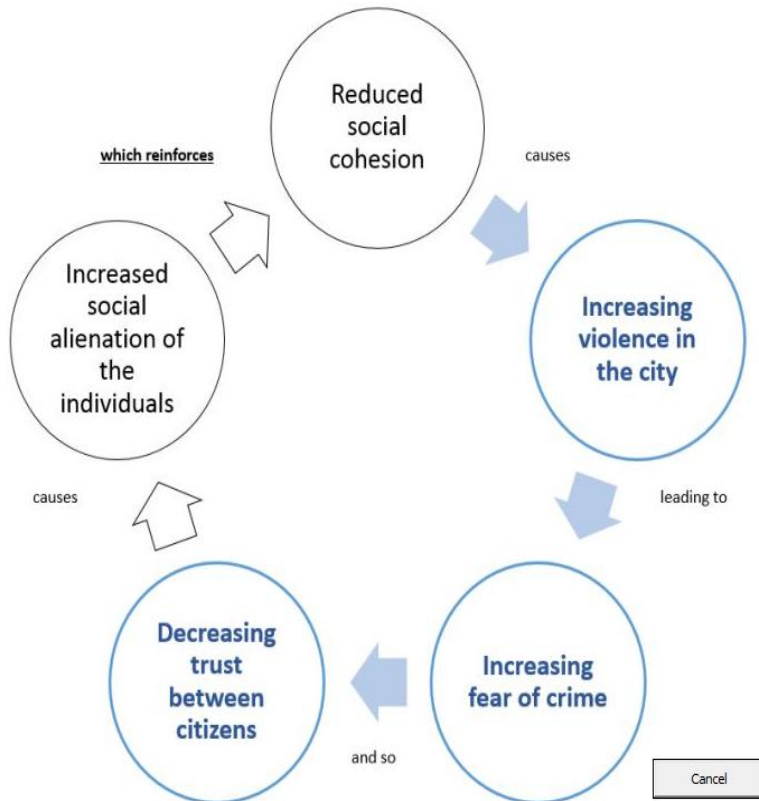 Reduced
social
cohesion
causes
Increasing
violence in
the city
leading to
Increasing
fear of crime
and so
Decreasing
trust
between
citizens
causes
Increased
social
alienation of
the
individuals
which reinforces
Cancel